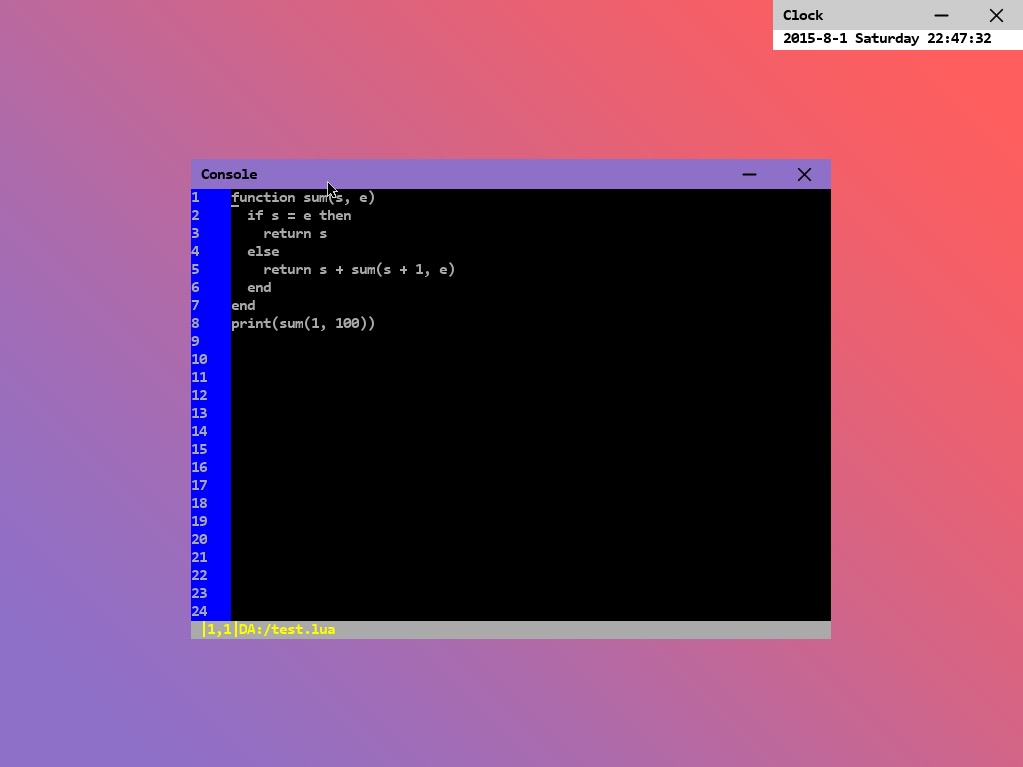 Clock
2015-8-1 Saturday 22:47:32
Console
1 function sum(s, e)
2   if s = e then
3     return s
4   else
5     return s + sum(s + 1, e)
6   end
7 end
8 print(sum(1, 100))
9
10
11
12
13
14
15
16
17
18
19
20
21
22
23
24
|1,1|DA:/test.lua